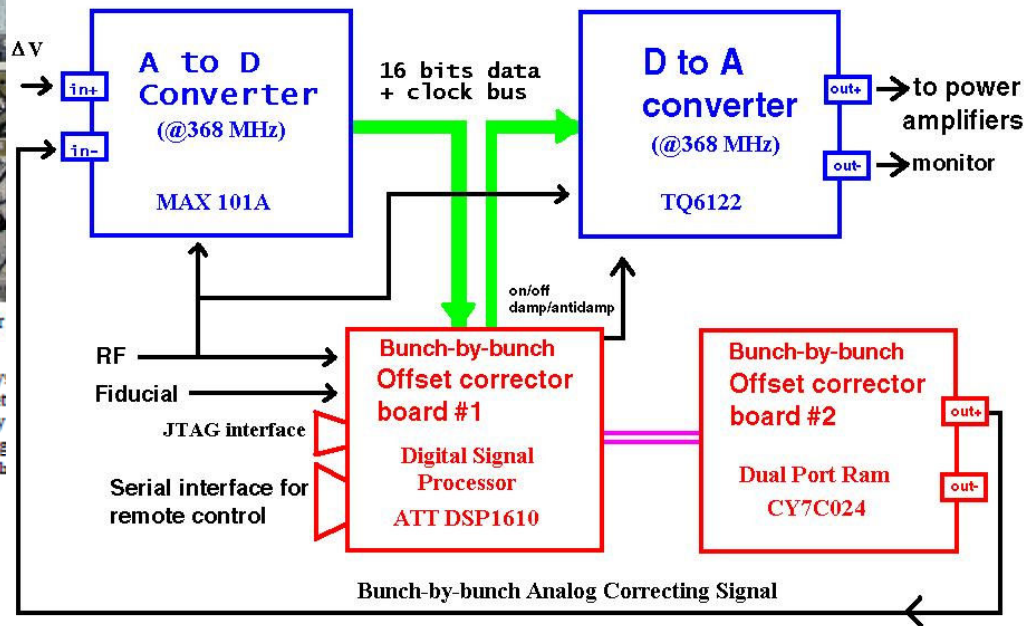 ΔV
in+
in-
A to D
Converter
(@368 MHz)
MAX 101A
16 bits data
+ clock bus
D to A
converter
(@368 MHz)
TQ6122
out+
out-
to power
amplifiers
monitor
on/off
damp/antidamp
RF
Fiducial
JTAG interface
Serial interface for
remote control
Bunch-by-bunch
Offset corrector
board #1
Digital Signal
Processor
ATT DSP1610
Bunch-by-bunch
Offset corrector
board #2
Dual Port Ram
CY7C024
out+
out-
Bunch-by-bunch Analog Correcting Signal